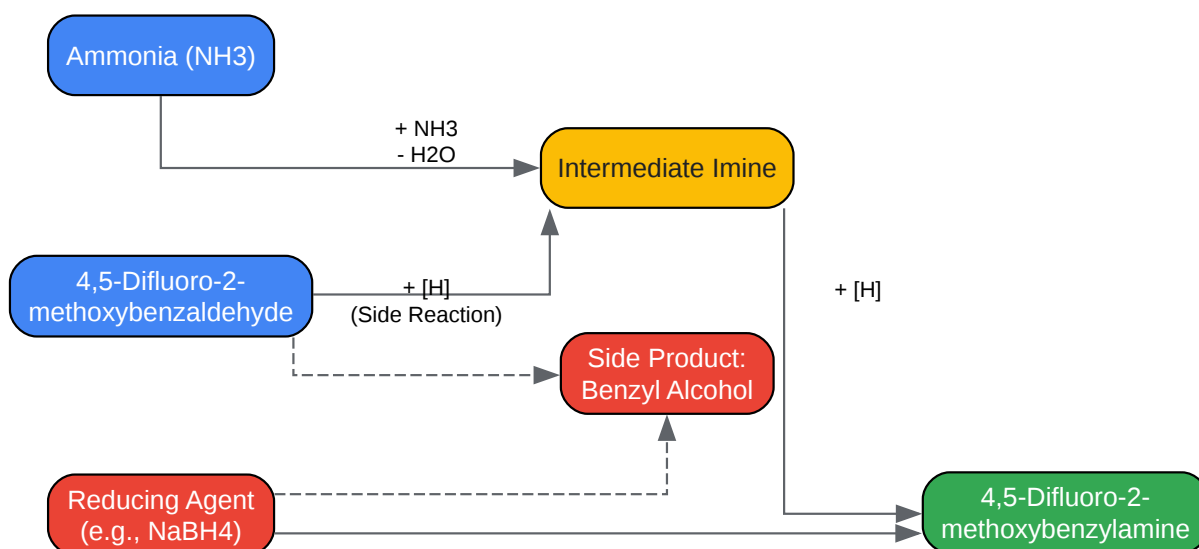 Ammonia (NH3)
+ NH3
- H2O
Intermediate Imine
4,5-Difluoro-2-
methoxybenzaldehyde
+ [H]
(Side Reaction)
+ [H]
Side Product:
Benzyl Alcohol
Reducing Agent
(e.g., NaBH4)
4,5-Difluoro-2-
methoxybenzylamine